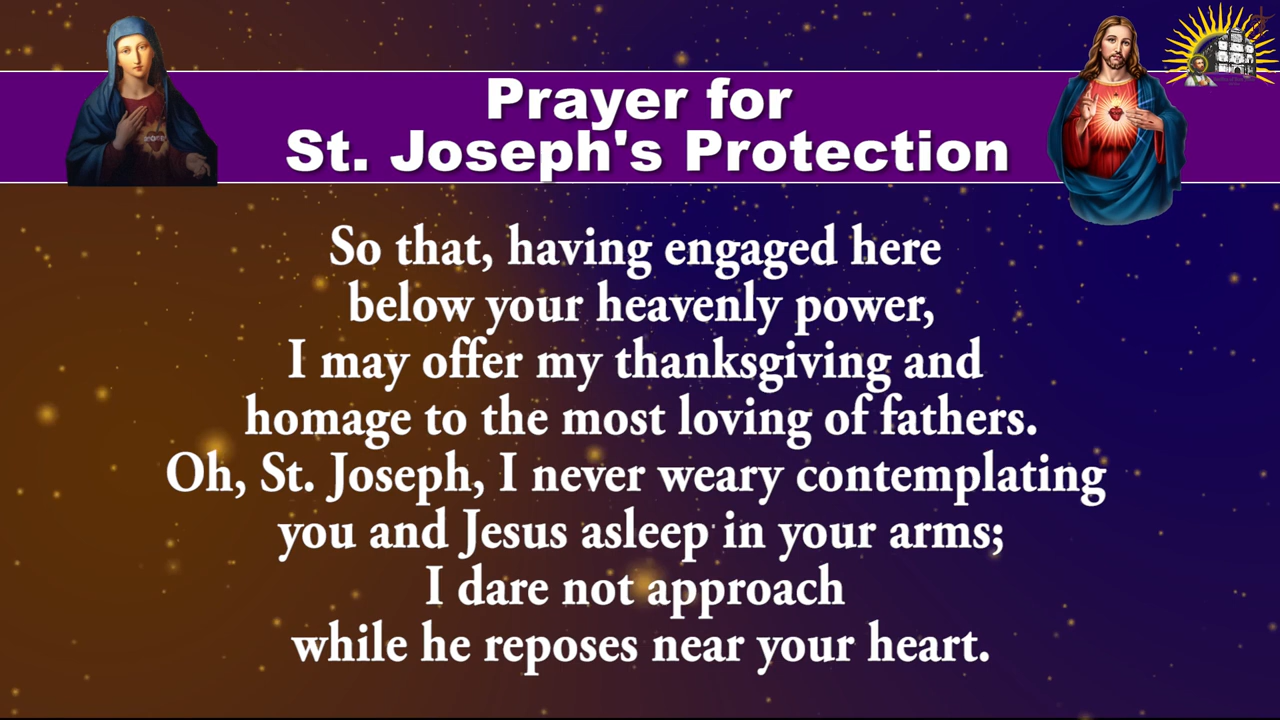 Prayer for
St. Joseph's Protection
So that, having engaged here
below your heavenly power,
I may offer my thanksgiving and
homage to the most loving of fathers.
Oh, St. Joseph, I never weary contemplating
you and Jesus asleep in your arms;
I dare not approach
while he reposes near your heart.